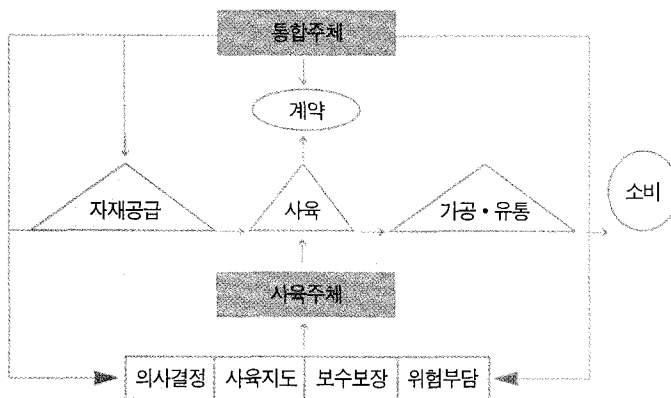 통합주체
계약
자재공급
사육
가공·유통
소비
사육주체
의사결정 사육지도 보수보장 위험부담